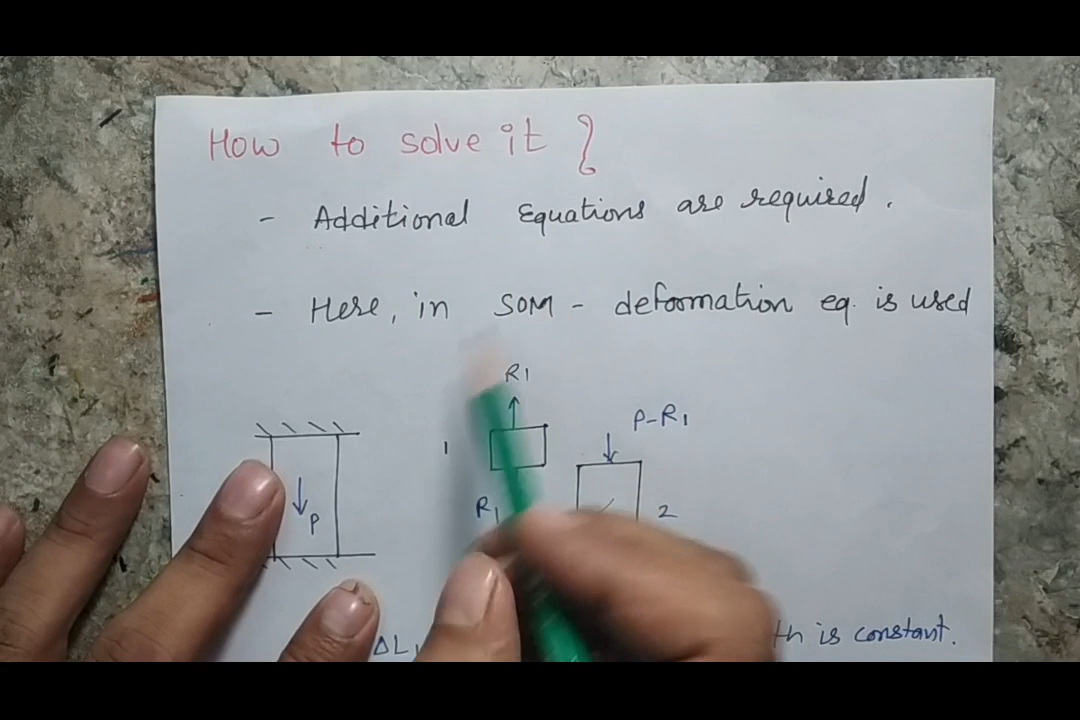 How to solve it ?
- Additional Equations are required.
- Here, in SOM - deformation eq. is used
R1
P-R1
1
P
R1
2
ΔL1 is constant.